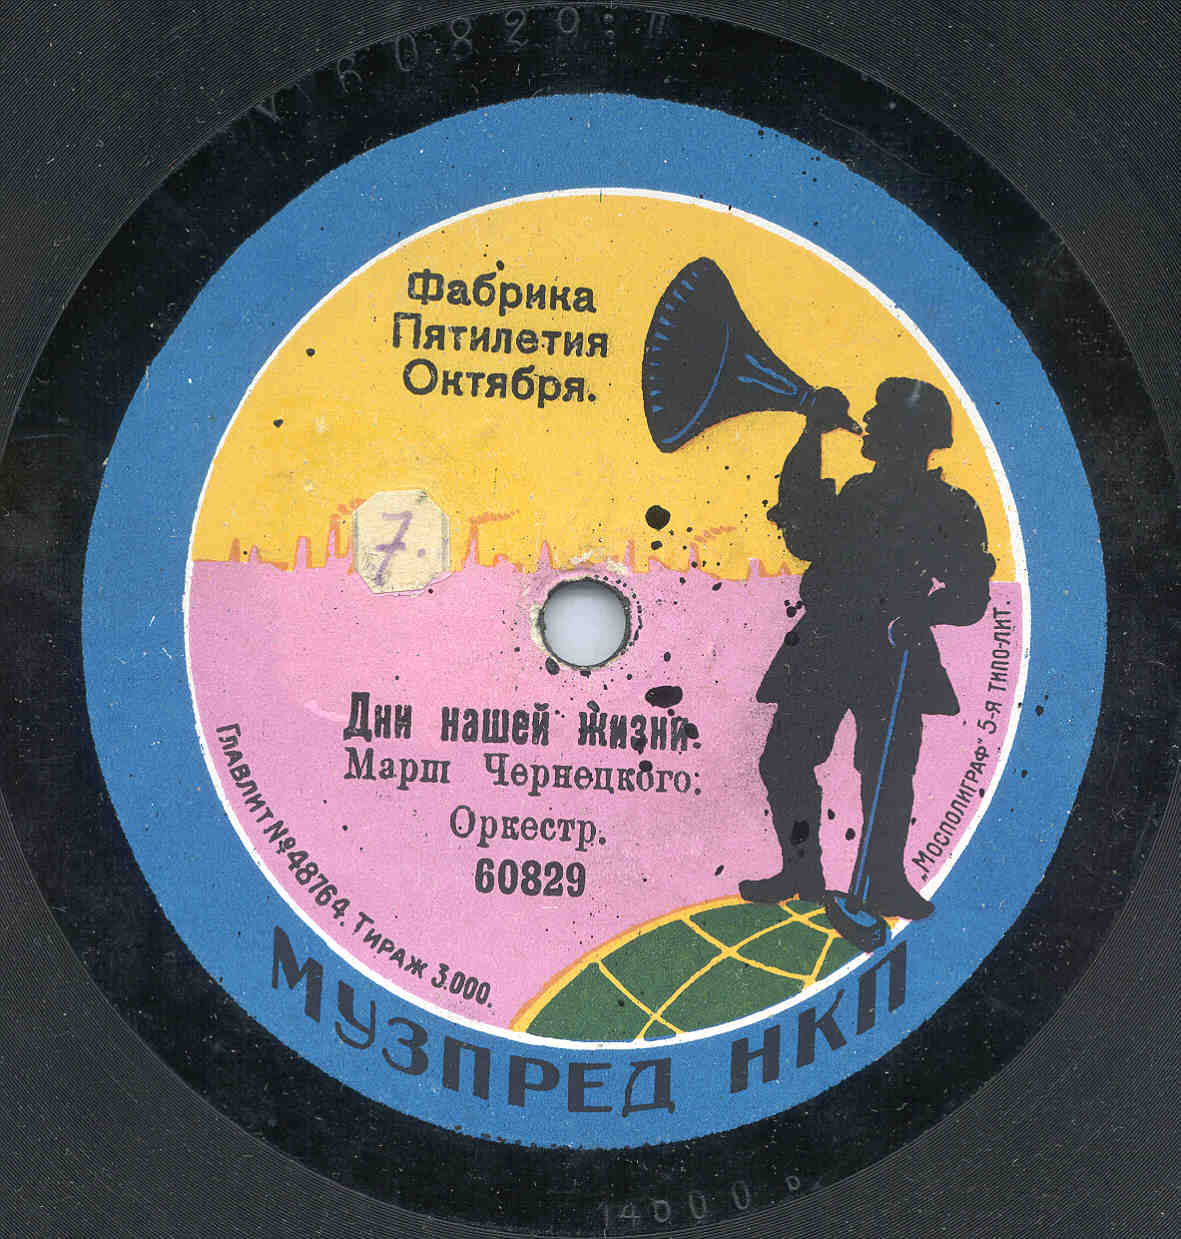 Фабрика
Пятилетия
Октября.
7.
Дни нашей жизни.
Марш Чернецкого.
Оркестр.
60829
Главлит №48764. Тираж 3.000.
„Мосполиграф" 5-я типо-лит.
МУЗПРЕД НКП